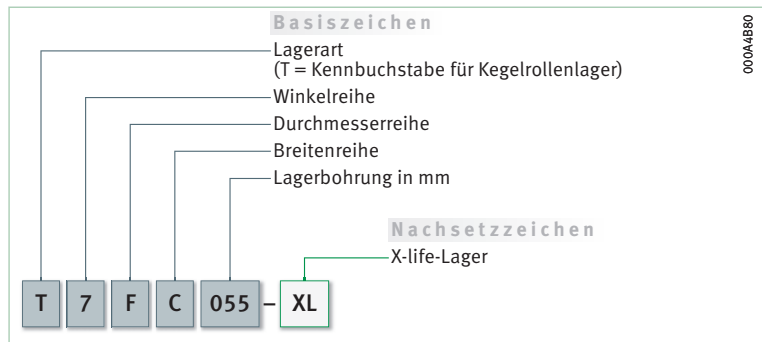 Basiszeichen
Lagerart
(T = Kennbuchstabe für Kegelrollenlager)
Winkelreihe
Durchmesserreihe
Breitenreihe
Lagerbohrung in mm
Nachsetzzeichen
X-life-Lager
T 7 F C 055 – XL
000A4B80